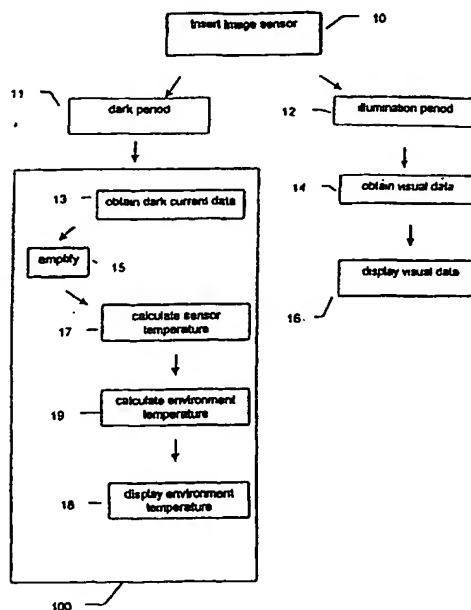 Insert image sensor
10
11
dark period
12
illumination period
13
obtain dark current data
14
obtain visual data
amplify
15
display visual data
16
17
calculate sensor
temperature
19
calculate environment
temperature
18
display environment
temperature
100